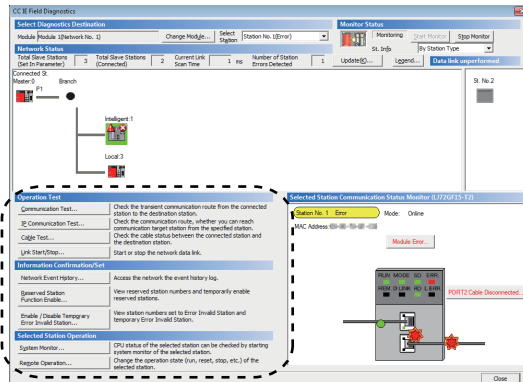 CC IE Field Diagnostics
Select Diagnostics Destination
Module Module 1(Network No. 1) Change Module... Select Station Station No. 1(Error)
Monitor Status
Monitoring Start Monitor Stop Monitor
St. Info By Station Type
Network Status
Total Slave Stations (Set In Parameter) 3 Total Slave Stations (Connected) 2 Current Link Scan Time 1 ms Number of Station Errors Detected 1
Update(K)... Legend... Data link unperformed
Connected St.
Master:0 Branch
P1
St. No.2
Intelligent:1
Local:3
Operation Test
Communication Test... Check the transient communication route from the connected
station to the destination station.
IP Communication Test... Check the communication route, whether you can reach
communication target station from the specified station.
Cable Test... Check the cable status between the connected station and
the destination station.
Link Start/Stop... Start or stop the network data link.
Information Confirmation/Set
Network Event History... Access the network the event history log.
Reserved Station
Function Enable... View reserved station numbers and temporarily enable
reserved stations.
Enable / Disable Tempgrary
Error Invalid Station... View station numbers set to Error Invalid Station and
temporary Error Invalid Station.
Selected Station Operation
System Monitor... CPU status of the selected station can be checked by starting
system monitor of the selected station.
Remote Operation... Change the operation state (run, reset, stop, etc.) of the
selected station.
Selected Station Communication Status Monitor (LJ72GF15-T2)
Station No. 1 Error Mode: Online
MAC Address:
Module Error...
RUN MODE SD ERR
REM D LINK RD L ERR
PORT2 Cable Disconnected...
Close